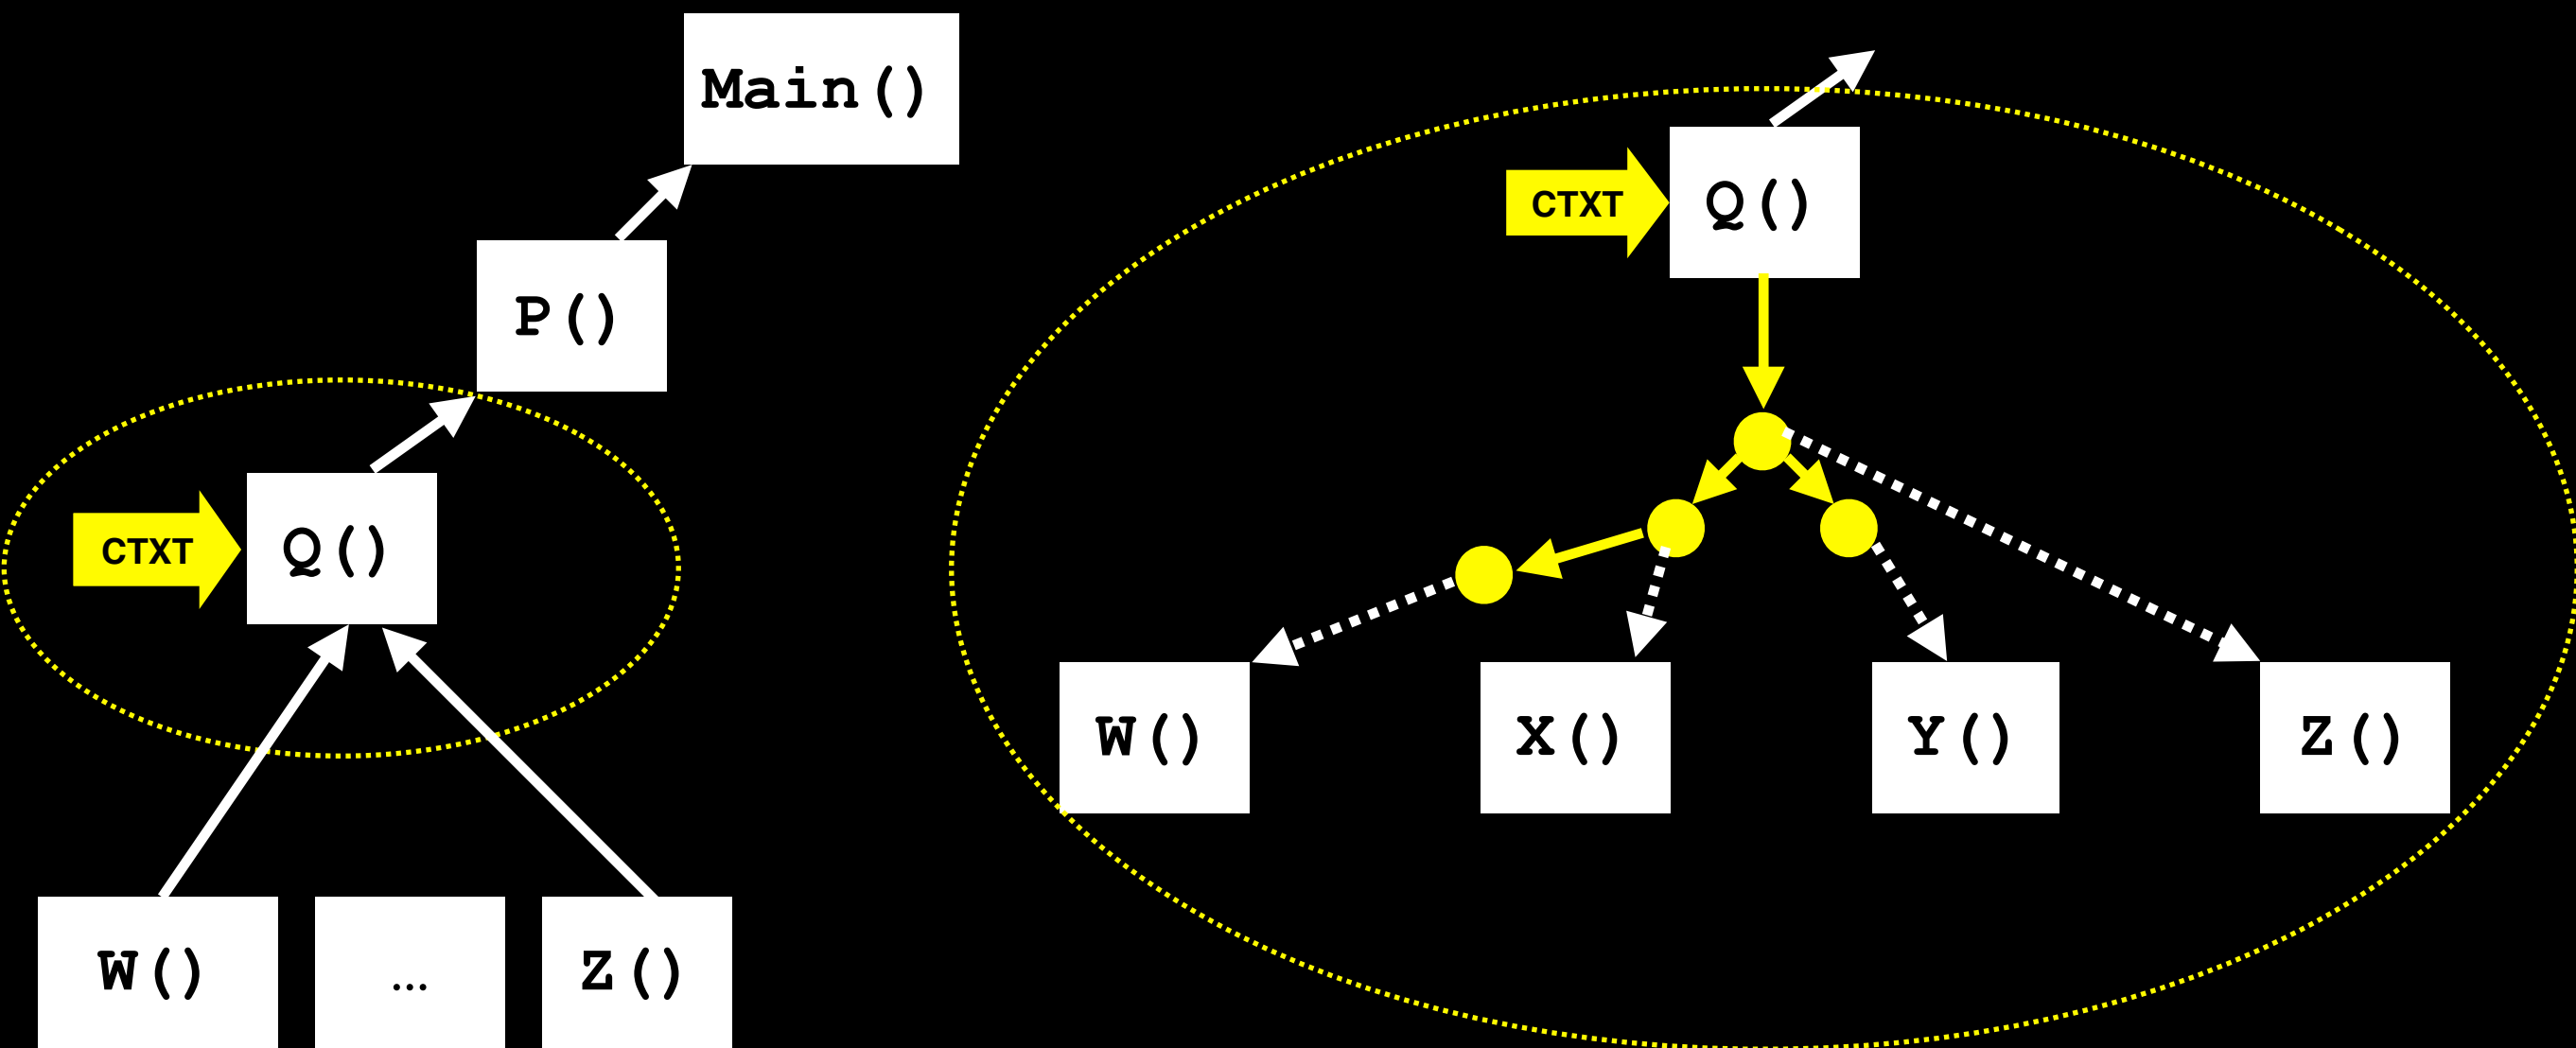 Main()
P()
CTXT
Q()
W()
...
Z()
CTXT
Q()
W()
X()
Y()
Z()